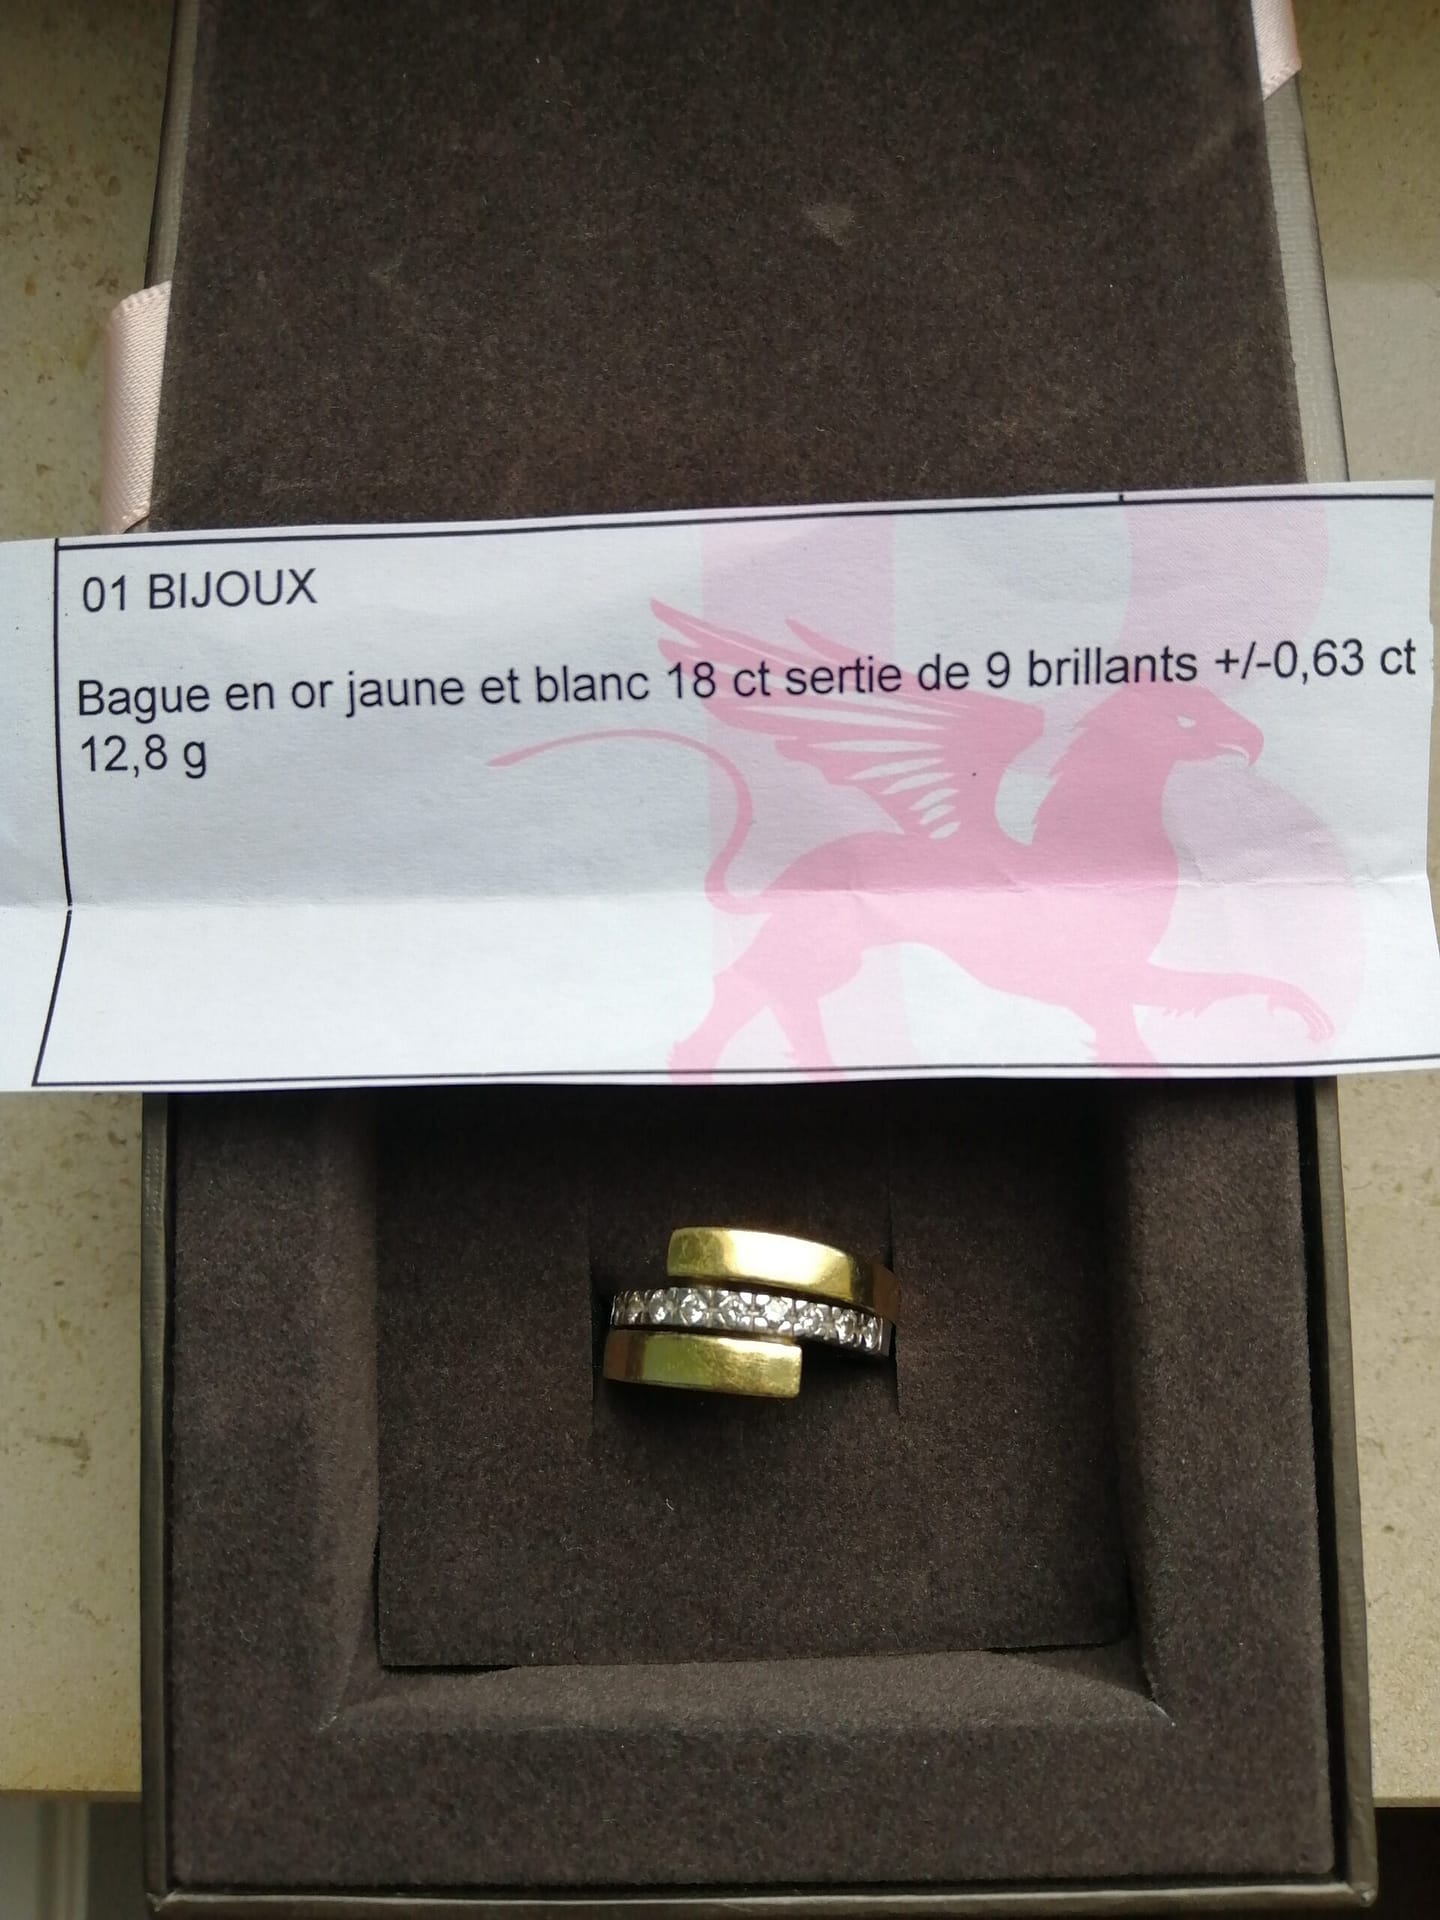 01 BIJOUX
Bague en or jaune et blanc 18 ct sertie de 9 brillants +/-0,63 ct
12,8 g